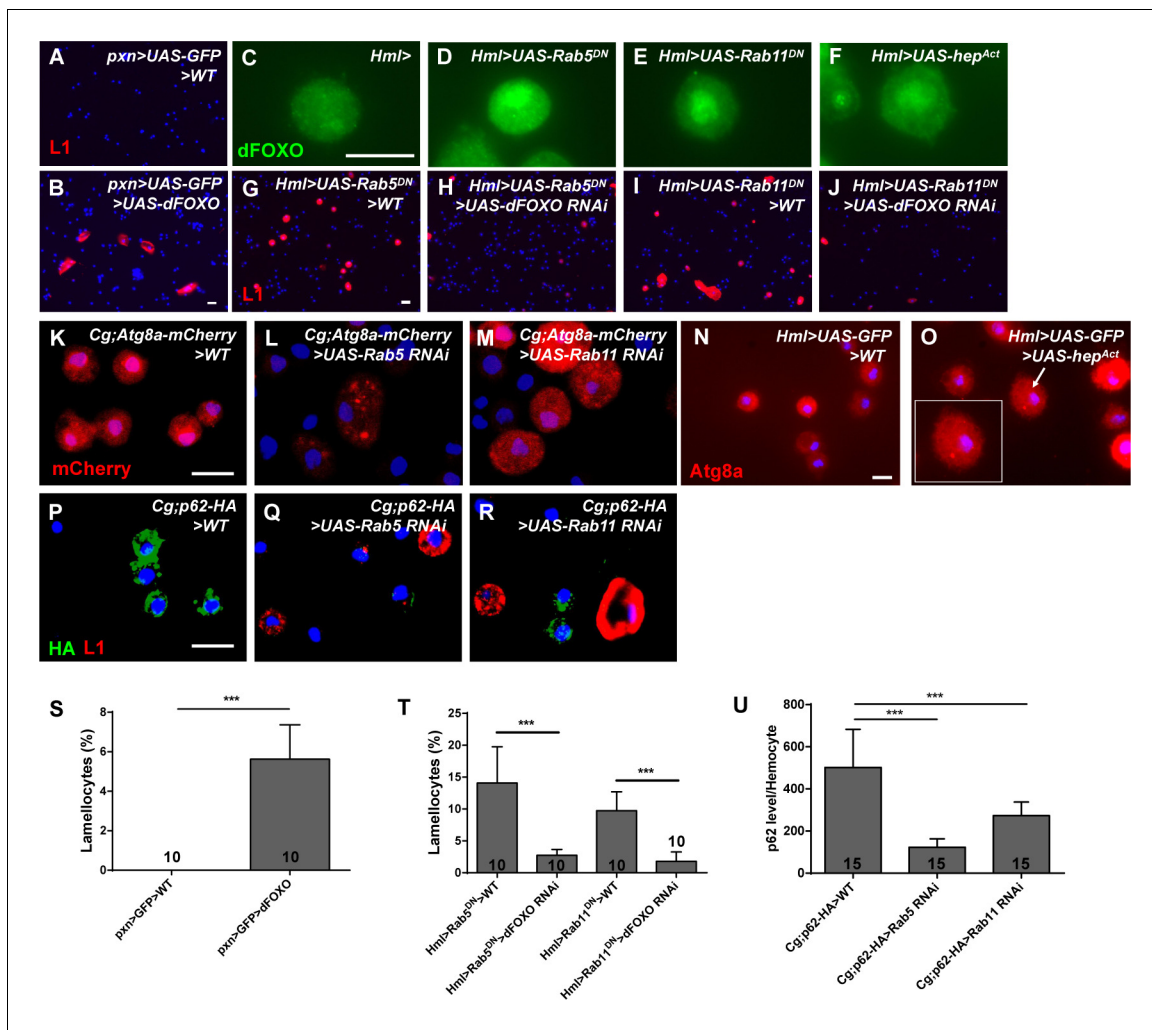 A
pxn>UAS-GFP
>WT
L1
C
Hml>
dFOXO
D
Hml>UAS-Rab5DN
E
Hml>UAS-Rab11DN
F
Hml>UAS-hepAct
B
pxn>UAS-GFP
>UAS-dFOXO
G
Hml>UAS-Rab5DN
>WT
L1
H
Hml>UAS-Rab5DN
>UAS-dFOXO RNAi
I
Hml>UAS-Rab11DN
>WT
J
Hml>UAS-Rab11DN
>UAS-dFOXO RNAi
K
Cg;Atg8a-mCherry
>WT
mCherry
L
Cg;Atg8a-mCherry
>UAS-Rab5 RNAi
M
Cg;Atg8a-mCherry
>UAS-Rab11 RNAi
N
Hml>UAS-GFP
>WT
Atg8a
O
Hml>UAS-GFP
>UAS-hepAct
P
Cg;p62-HA
>WT
HA L1
Q
Cg;p62-HA
>UAS-Rab5 RNAi
R
Cg;p62-HA
>UAS-Rab11 RNAi
S
Lamellocytes (%)
8
6
4
2
0
***
10
10
pxn>GFP>WT
pxn>GFP>dFOXO
T
Lamellocytes (%)
25
20
15
10
5
0
***
***
10
10
10
10
Hml>Rab5DN>WT
Hml>Rab5DN>dFOXO RNAi
Hml>Rab11DN>WT
Hml>Rab11DN>dFOXO RNAi
U
p62 level/Hemocyte
800
600
400
200
0
***
***
15
15
15
Cg;p62-HA>WT
Cg;p62-HA>Rab5 RNAi
Cg;p62-HA>Rab11 RNAi